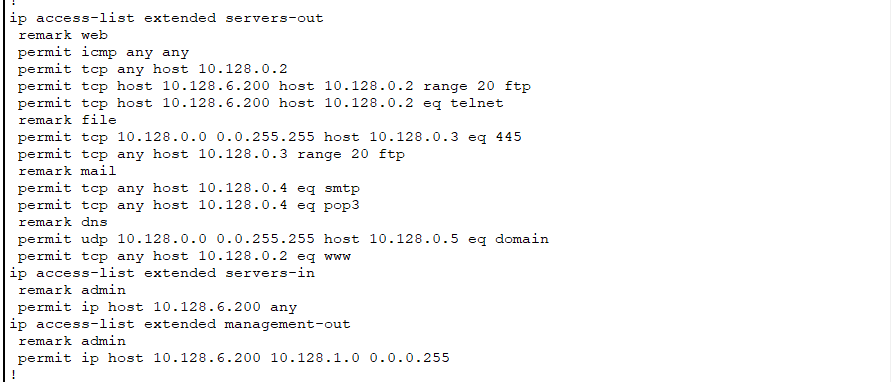 !
ip access-list extended servers-out
 remark web
 permit icmp any any
 permit tcp any host 10.128.0.2
 permit tcp host 10.128.6.200 host 10.128.0.2 range 20 ftp
 permit tcp host 10.128.6.200 host 10.128.0.2 eq telnet
 remark file
 permit tcp 10.128.0.0 0.0.255.255 host 10.128.0.3 eq 445
 permit tcp any host 10.128.0.3 range 20 ftp
 remark mail
 permit tcp any host 10.128.0.4 eq smtp
 permit tcp any host 10.128.0.4 eq pop3
 remark dns
 permit udp 10.128.0.0 0.0.255.255 host 10.128.0.5 eq domain
 permit tcp any host 10.128.0.2 eq www
ip access-list extended servers-in
 remark admin
 permit ip host 10.128.6.200 any
ip access-list extended management-out
 remark admin
 permit ip host 10.128.6.200 10.128.1.0 0.0.0.255
!